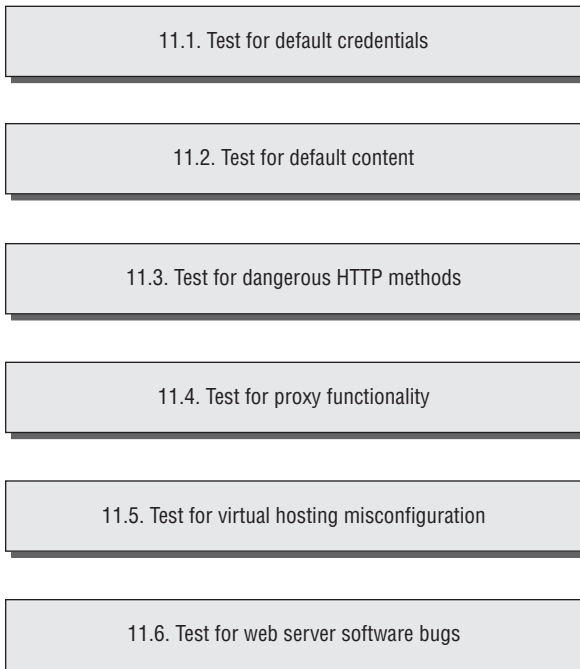 11.1. Test for default credentials
11.2. Test for default content
11.3. Test for dangerous HTTP methods
11.4. Test for proxy functionality
11.5. Test for virtual hosting misconfiguration
11.6. Test for web server software bugs